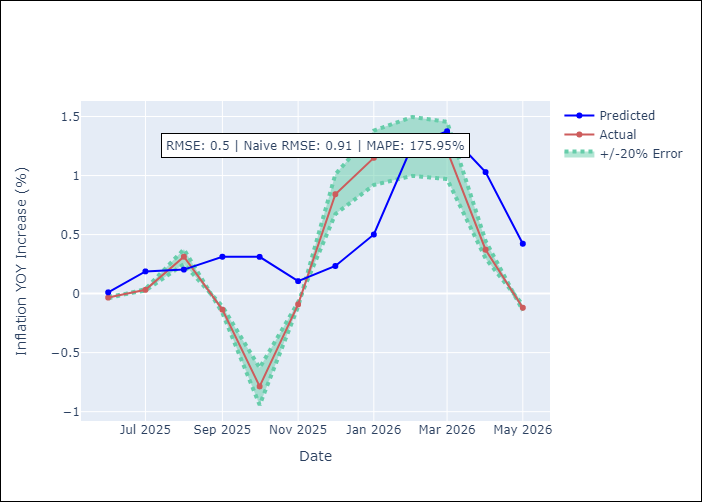 RMSE: 0.5 | Naive RMSE: 0.91 | MAPE: 175.95%
Predicted
Actual
+/-20% Error
Inflation YOY Increase (%)
1.5
1
0.5
0
−0.5
−1
Jul 2025
Sep 2025
Nov 2025
Jan 2026
Mar 2026
May 2026
Date